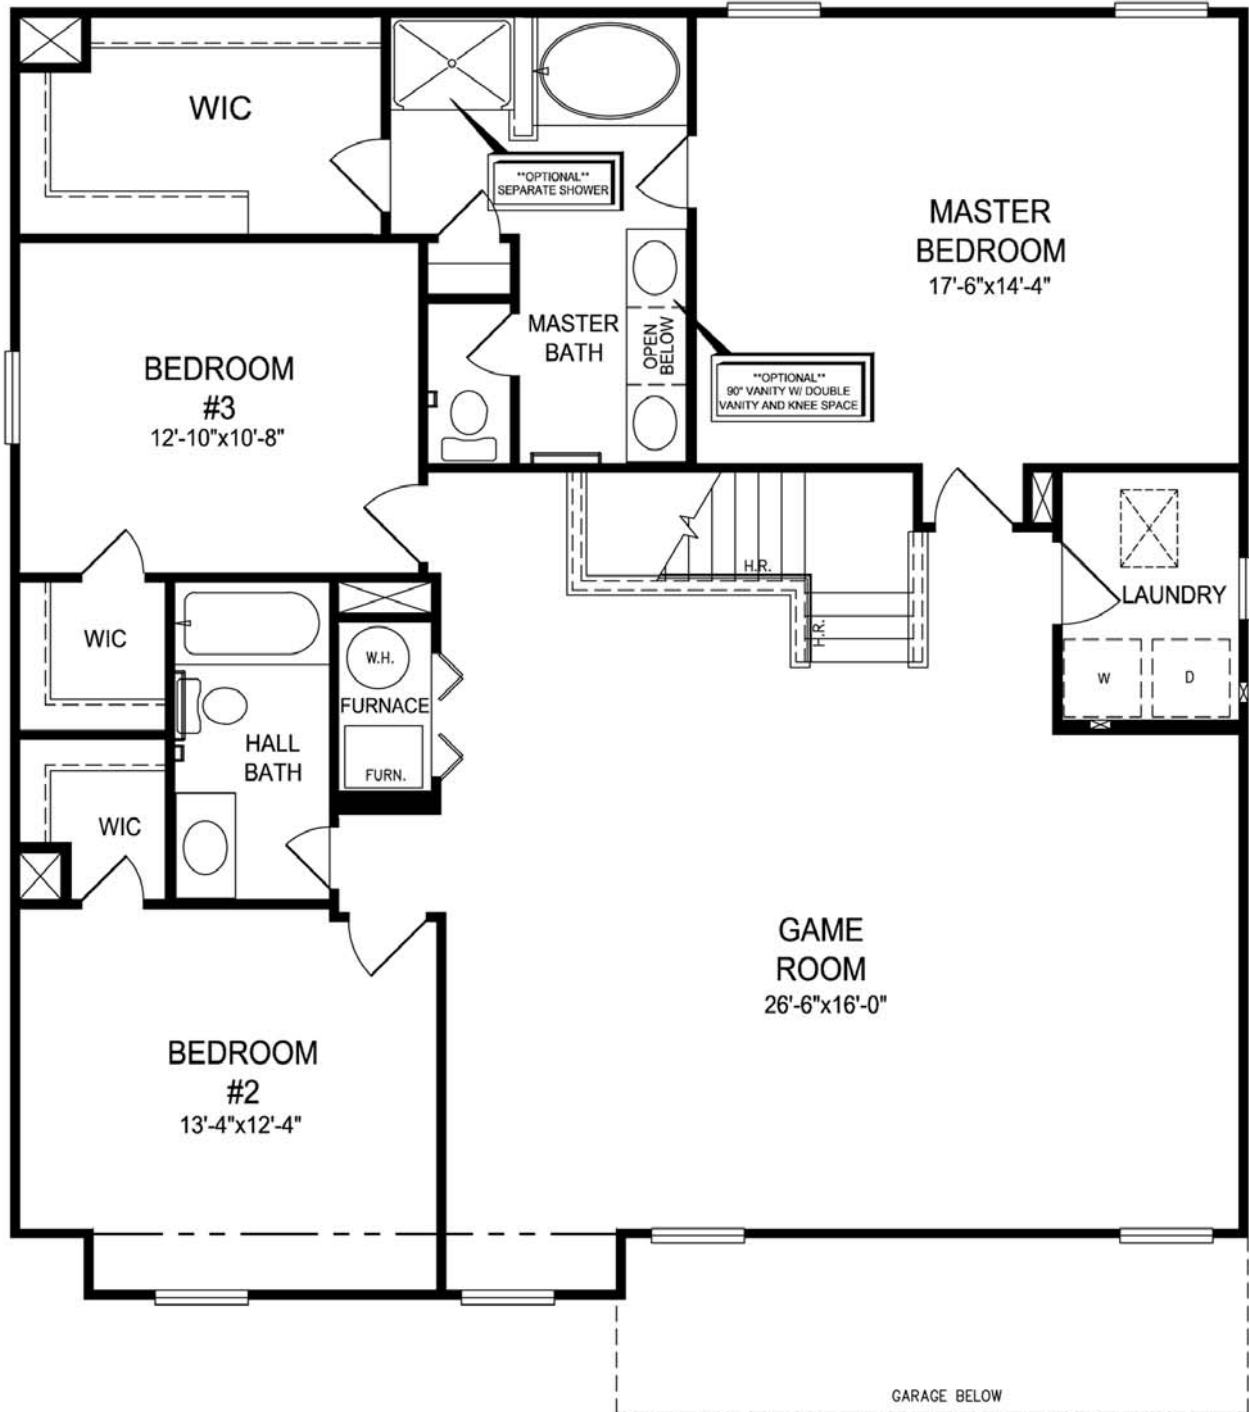 WIC
**OPTIONAL**
SEPARATE SHOWER
MASTER
BEDROOM
17'-6"x14'-4"
BEDROOM
#3
12'-10"x10'-8"
MASTER
BATH
OPEN
BELOW
**OPTIONAL**
90" VANITY W/ DOUBLE
VANITY AND KNEE SPACE
H.R.
H.R.
LAUNDRY
W
D
WIC
W.H.
FURNACE
FURN.
HALL
BATH
WIC
GAME
ROOM
26'-6"x16'-0"
BEDROOM
#2
13'-4"x12'-4"
GARAGE BELOW